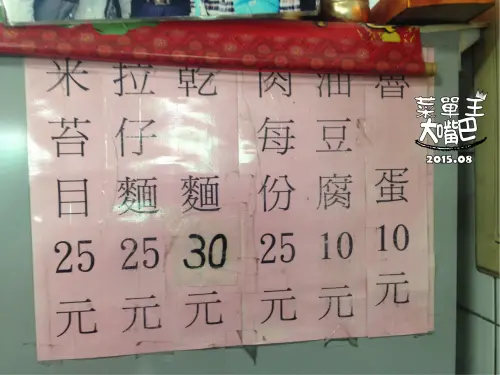 魯蛋10元
油豆腐10元
肉每份25元
乾麵30元
拉仔麵25元
米苔目25元
菜單王
大嘴巴
2015.08